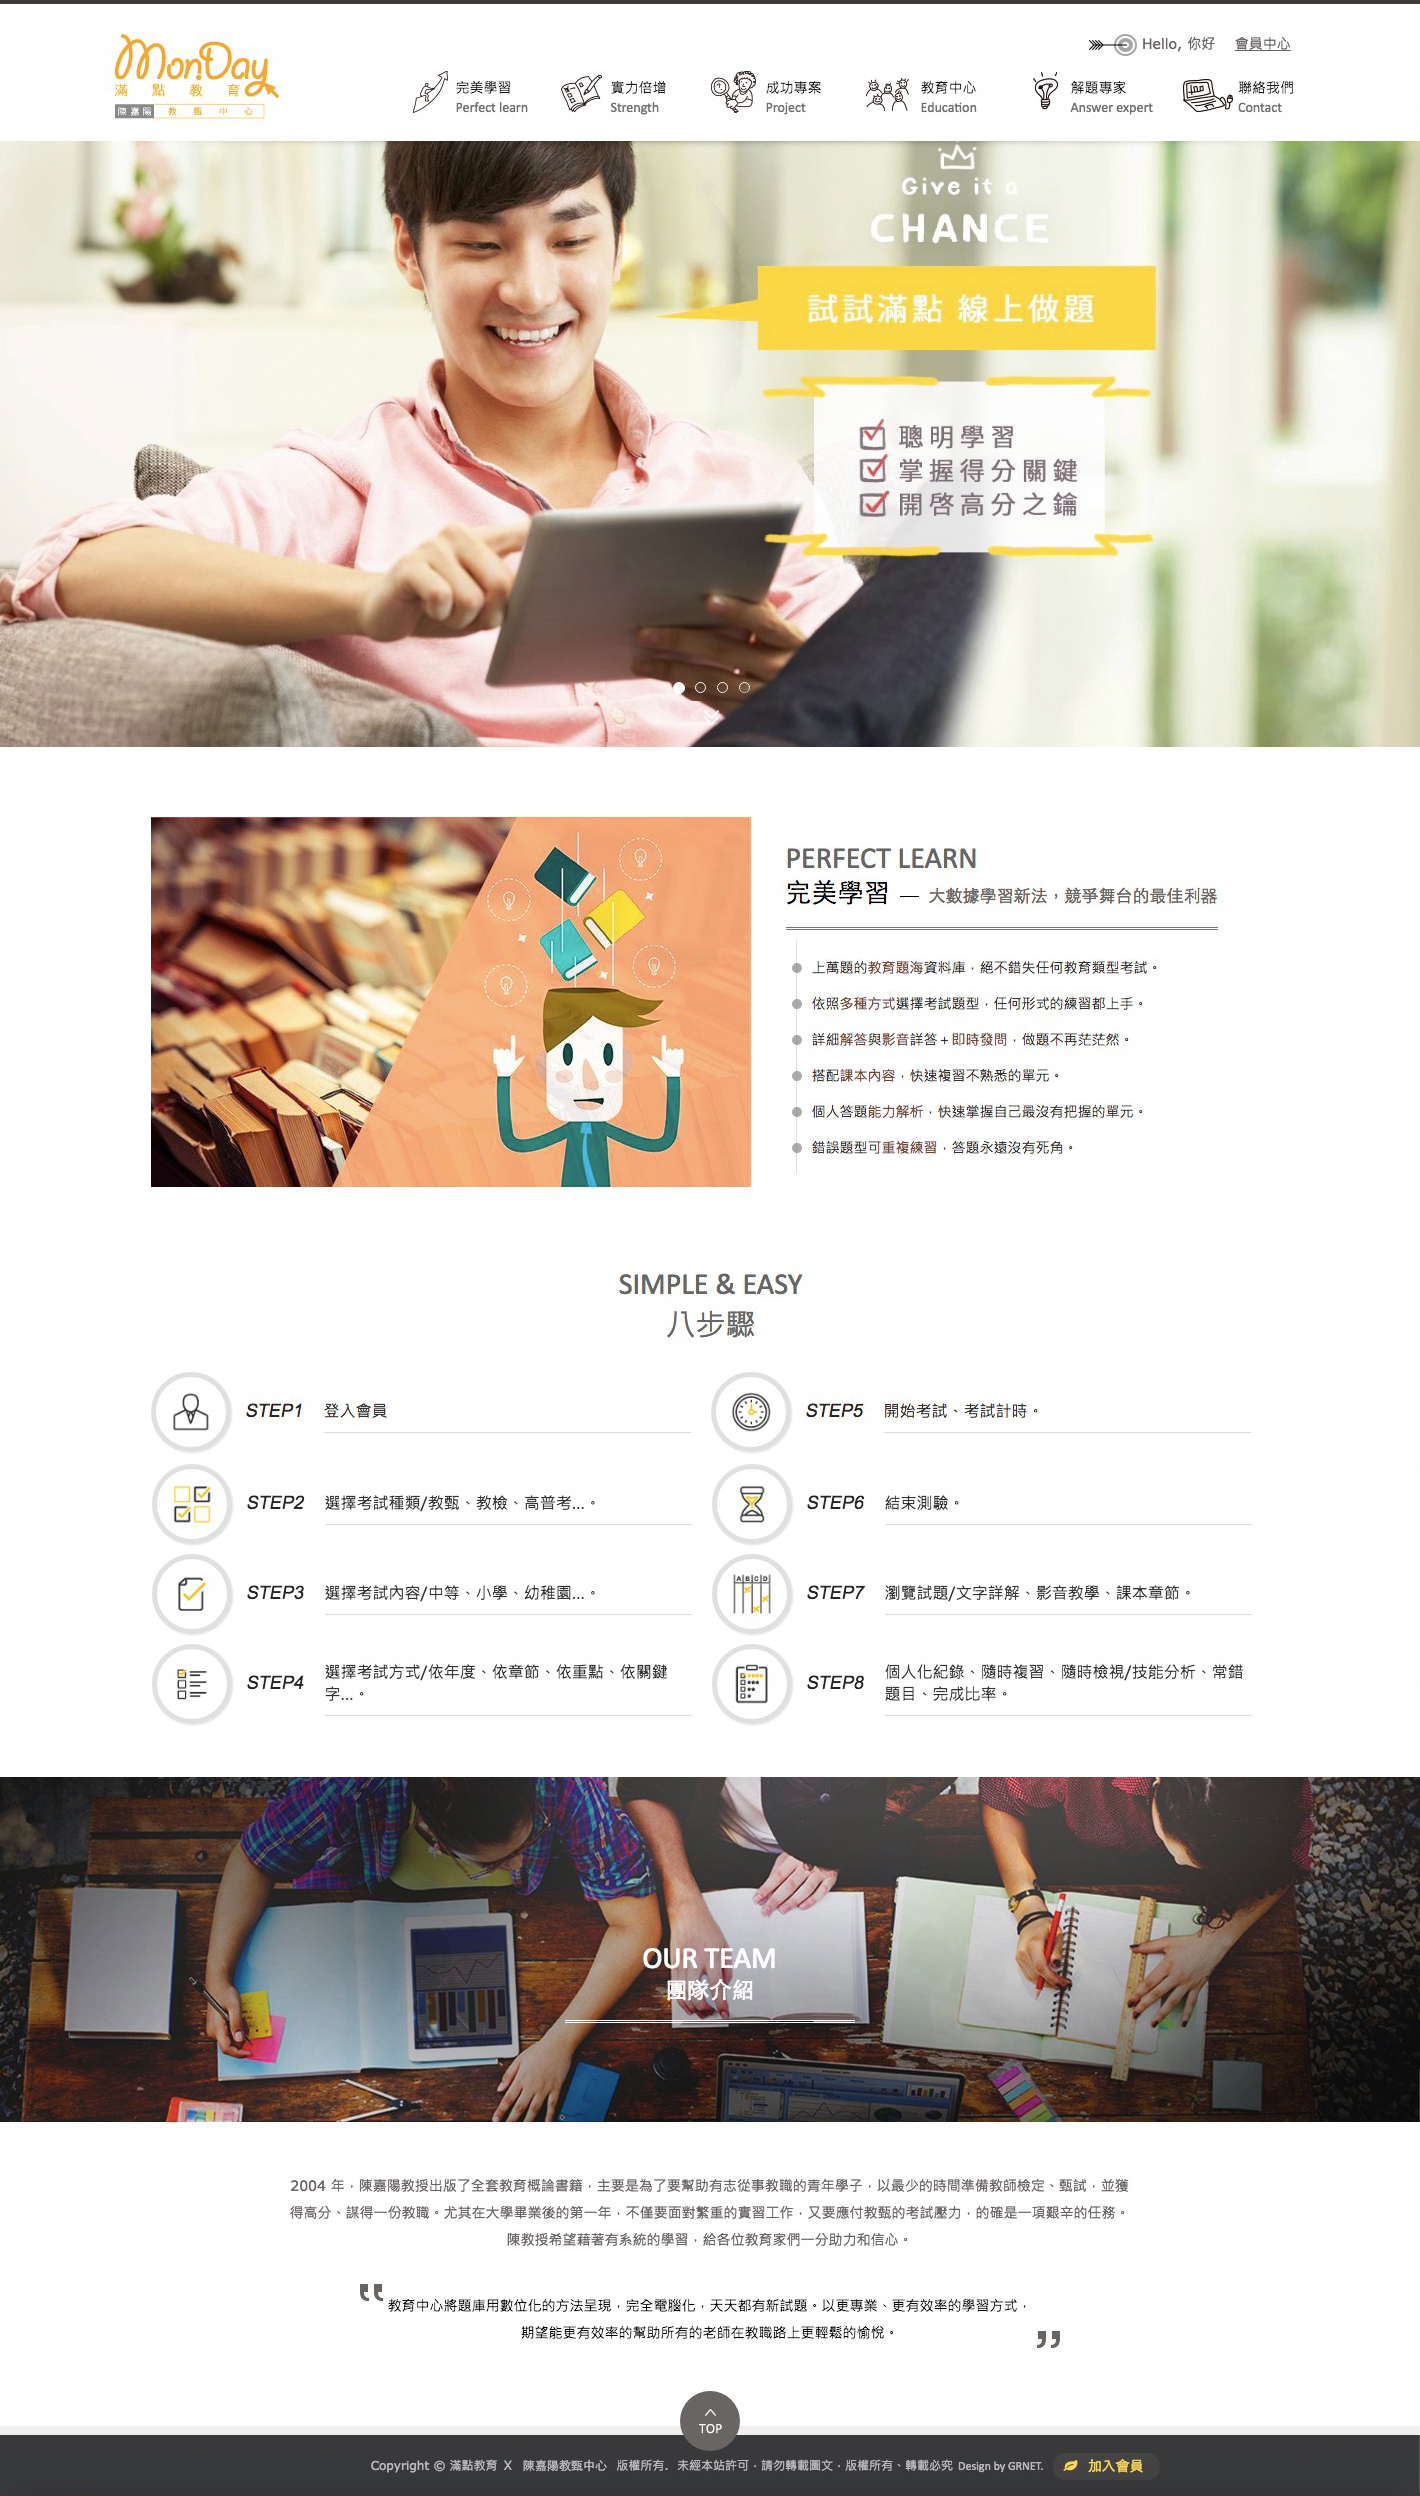 Hello, 你好 會員中心
MonDay
滿點教育
陳嘉陽 教甄中心
完美學習
Perfect learn
實力倍增
Strength
成功專案
Project
教育中心
Education
解題專家
Answer expert
聯絡我們
Contact
Give it a
CHANCE
試試滿點 線上做題
聰明學習
掌握得分關鍵
開啓高分之鑰
PERFECT LEARN
完美學習 — 大數據學習新法，競爭舞台的最佳利器
上萬題的教育題海資料庫，絕不錯失任何教育類型考試。
依照多種方式選擇考試題型，任何形式的練習都上手。
詳細解答與影音詳答＋即時發問，做題不再茫茫然。
搭配課本內容，快速複習不熟悉的單元。
個人答題能力解析，快速掌握自己最沒有把握的單元。
錯誤題型可重複練習，答題永遠沒有死角。
SIMPLE & EASY
八步驟
STEP1 登入會員
STEP2 選擇考試種類/教甄、教檢、高普考...。
STEP3 選擇考試內容/中等、小學、幼稚園...。
STEP4 選擇考試方式/依年度、依章節、依重點、依關鍵
字...。
STEP5 開始考試、考試計時。
STEP6 結束測驗。
A B C D
STEP7 瀏覽試題/文字詳解、影音教學、課本章節。
STEP8 個人化紀錄、隨時複習、隨時檢視/技能分析、常錯
題目、完成比率。
OUR TEAM
團隊介紹
2004 年，陳嘉陽教授出版了全套教育概論書籍，主要是為了要幫助有志從事教職的青年學子，以最少的時間準備教師檢定、甄試，並獲
得高分、謀得一份教職。尤其在大學畢業後的第一年，不僅要面對繁重的實習工作，又要應付教甄的考試壓力，的確是一項艱辛的任務。
陳教授希望藉著有系統的學習，給各位教育家們一分助力和信心。
教育中心將題庫用數位化的方法呈現，完全電腦化，天天都有新試題。以更專業、更有效率的學習方式，
期望能更有效率的幫助所有的老師在教職路上更輕鬆的愉悅。
TOP
Copyright © 滿點教育 X 陳嘉陽教甄中心 版權所有. 未經本站許可，請勿轉載圖文，版權所有、轉載必究 Design by GRNET. 加入會員